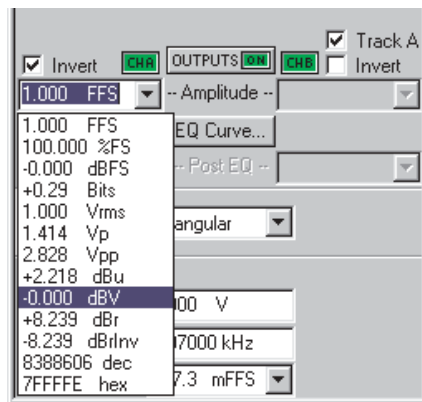 Track A
Invert CHA OUTPUTS ON CHB Invert
1.000 FFS -- Amplitude --
1.000 FFS
100.000 %FS
-0.000 dBFS
+0.29 Bits
1.000 Vrms
1.414 Vp
2.828 Vpp
+2.218 dBu
-0.000 dBV
+8.239 dBr
-8.239 dBrInv
8388606 dec
7FFFFE hex
EQ Curve...
-- Post EQ --
angular
000 V
07000 kHz
7.3 mFFS